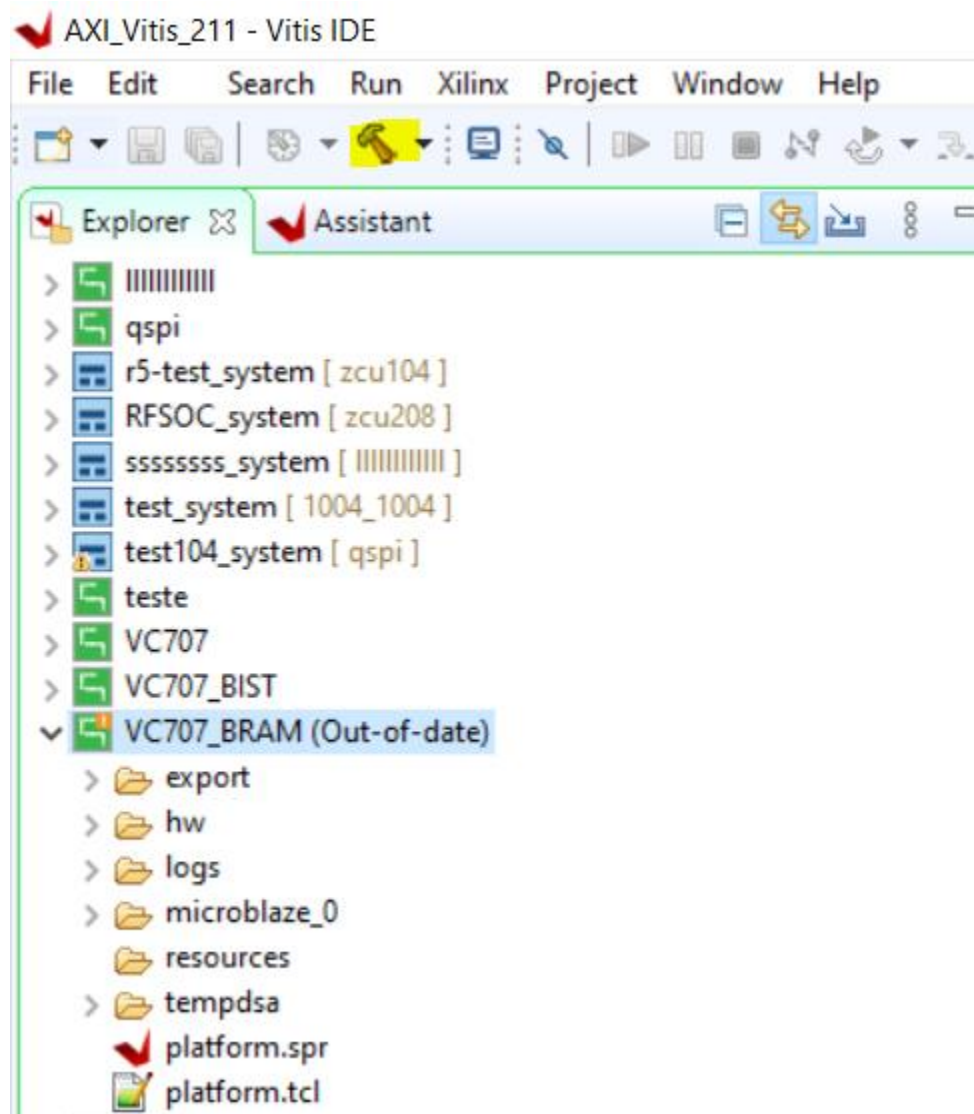 AXI_Vitis_211 - Vitis IDE
File Edit Search Run Xilinx Project Window Help
Explorer Assistant
llllllllllll
qspi
r5-test_system [ zcu104 ]
RFSOC_system [ zcu208 ]
ssssssss_system [ llllllllllll ]
test_system [ 1004_1004 ]
test104_system [ qspi ]
teste
VC707
VC707_BIST
VC707_BRAM (Out-of-date)
export
hw
logs
microblaze_0
resources
tempdsa
platform.spr
platform.tcl